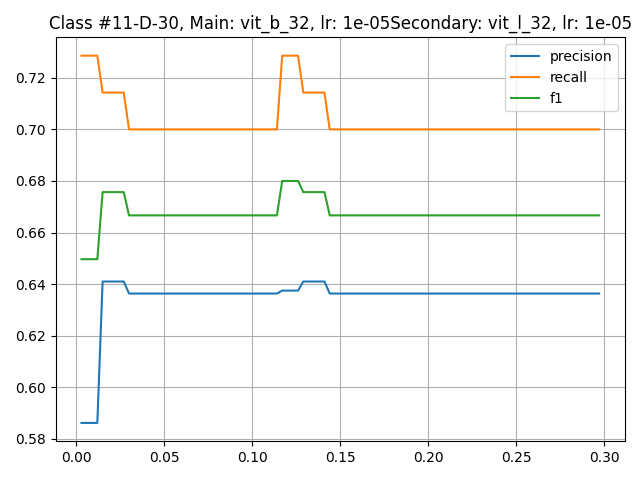 Class #11-D-30, Main: vit_b_32, lr: 1e-05Secondary: vit_l_32, lr: 1e-05
precision
recall
f1
0.72
0.70
0.68
0.66
0.64
0.62
0.60
0.58
0.00 0.05 0.10 0.15 0.20 0.25 0.30